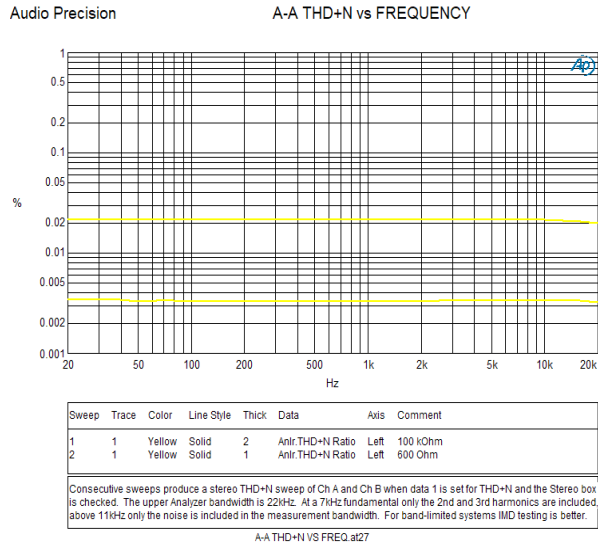 Audio Precision
A-A THD+N vs FREQUENCY
Ap
1
0.5
0.2
0.1
0.05
%
0.02
0.01
0.005
0.002
0.001
20 50 100 200 500 1k 2k 5k 10k 20k
Hz
Sweep Trace Color Line Style Thick Data Axis Comment
1 1 Yellow Solid 2 Anlr.THD+N Ratio Left 100 kOhm
2 1 Yellow Solid 1 Anlr.THD+N Ratio Left 600 Ohm
Consecutive sweeps produce a stereo THD+N sweep of Ch A and Ch B when data 1 is set for THD+N and the Stereo box
is checked. The upper Analyzer bandwidth is 22kHz. At a 7kHz fundamental only the 2nd and 3rd harmonics are included,
above 11kHz only the noise is included in the measurement bandwidth. For band-limited systems IMD testing is better.
A-A THD+N VS FREQ.at27